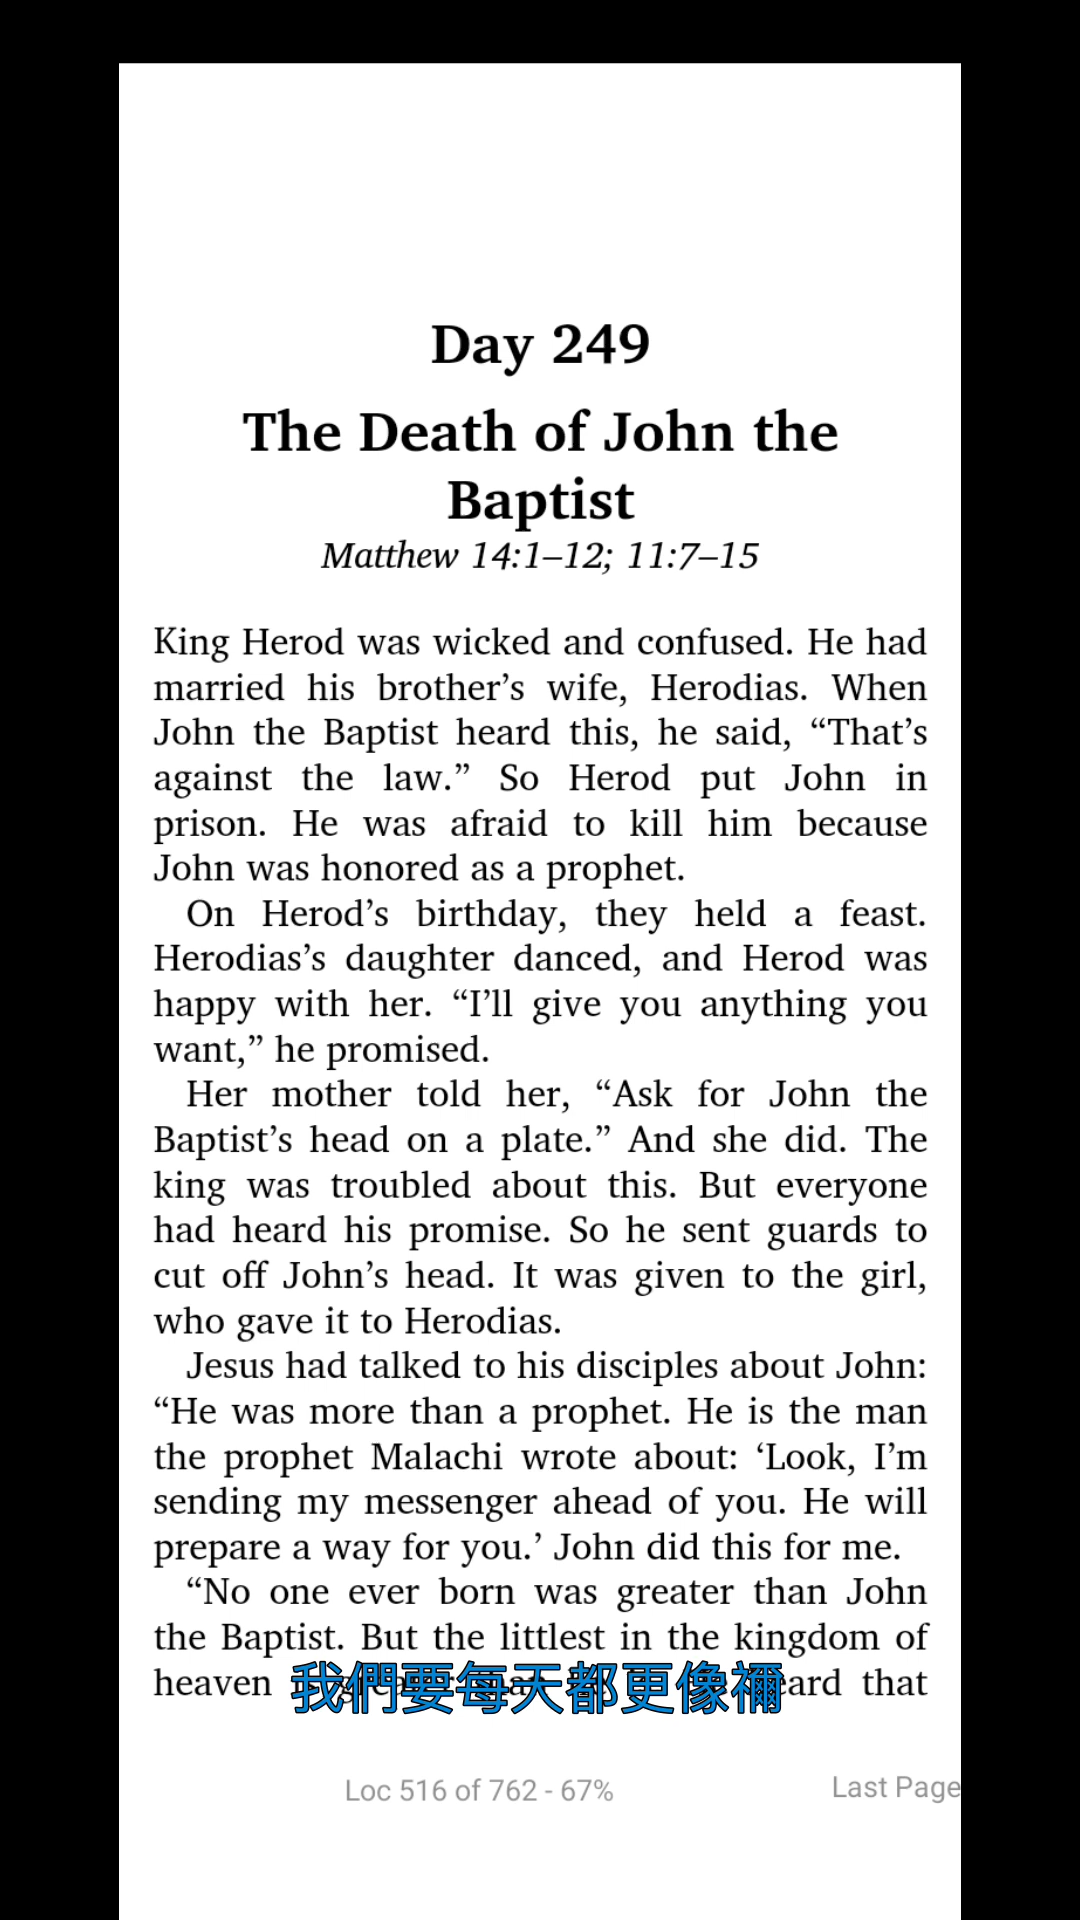 Day 249
The Death of John the
Baptist
Matthew 14:1–12; 11:7–15
King Herod was wicked and confused. He had
married his brother’s wife, Herodias. When
John the Baptist heard this, he said, “That’s
against the law.” So Herod put John in
prison. He was afraid to kill him because
John was honored as a prophet.
On Herod’s birthday, they held a feast.
Herodias’s daughter danced, and Herod was
happy with her. “I’ll give you anything you
want,” he promised.
Her mother told her, “Ask for John the
Baptist’s head on a plate.” And she did. The
king was troubled about this. But everyone
had heard his promise. So he sent guards to
cut off John’s head. It was given to the girl,
who gave it to Herodias.
Jesus had talked to his disciples about John:
“He was more than a prophet. He is the man
the prophet Malachi wrote about: ‘Look, I’m
sending my messenger ahead of you. He will
prepare a way for you.’ John did this for me.
“No one ever born was greater than John
the Baptist. But the littlest in the kingdom of
heaven that
我們要每天都更像禰
Loc 516 of 762 - 67%
Last Page